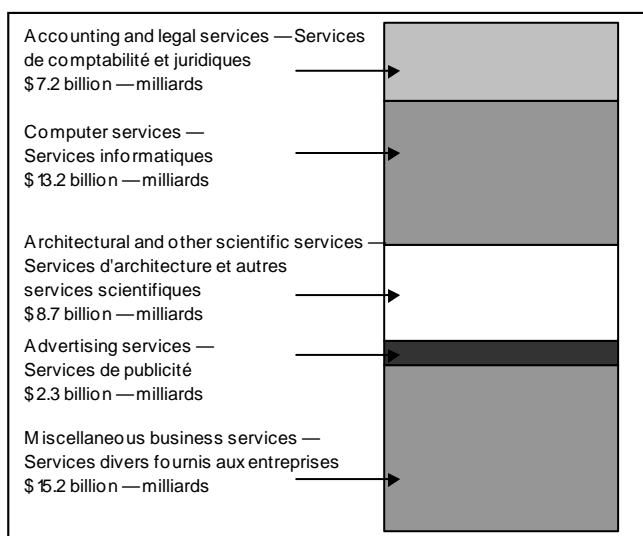 Accounting and legal services — Services
de comptabilité et juridiques
$7.2 billion — milliards
Computer services —
Services informatiques
$13.2 billion — milliards
Architectural and other scientific services —
Services d'architecture et autres
services scientifiques
$8.7 billion — milliards
Advertising services —
Services de publicité
$2.3 billion — milliards
Miscellaneous business services —
Services divers fournis aux entreprises
$15.2 billion — milliards